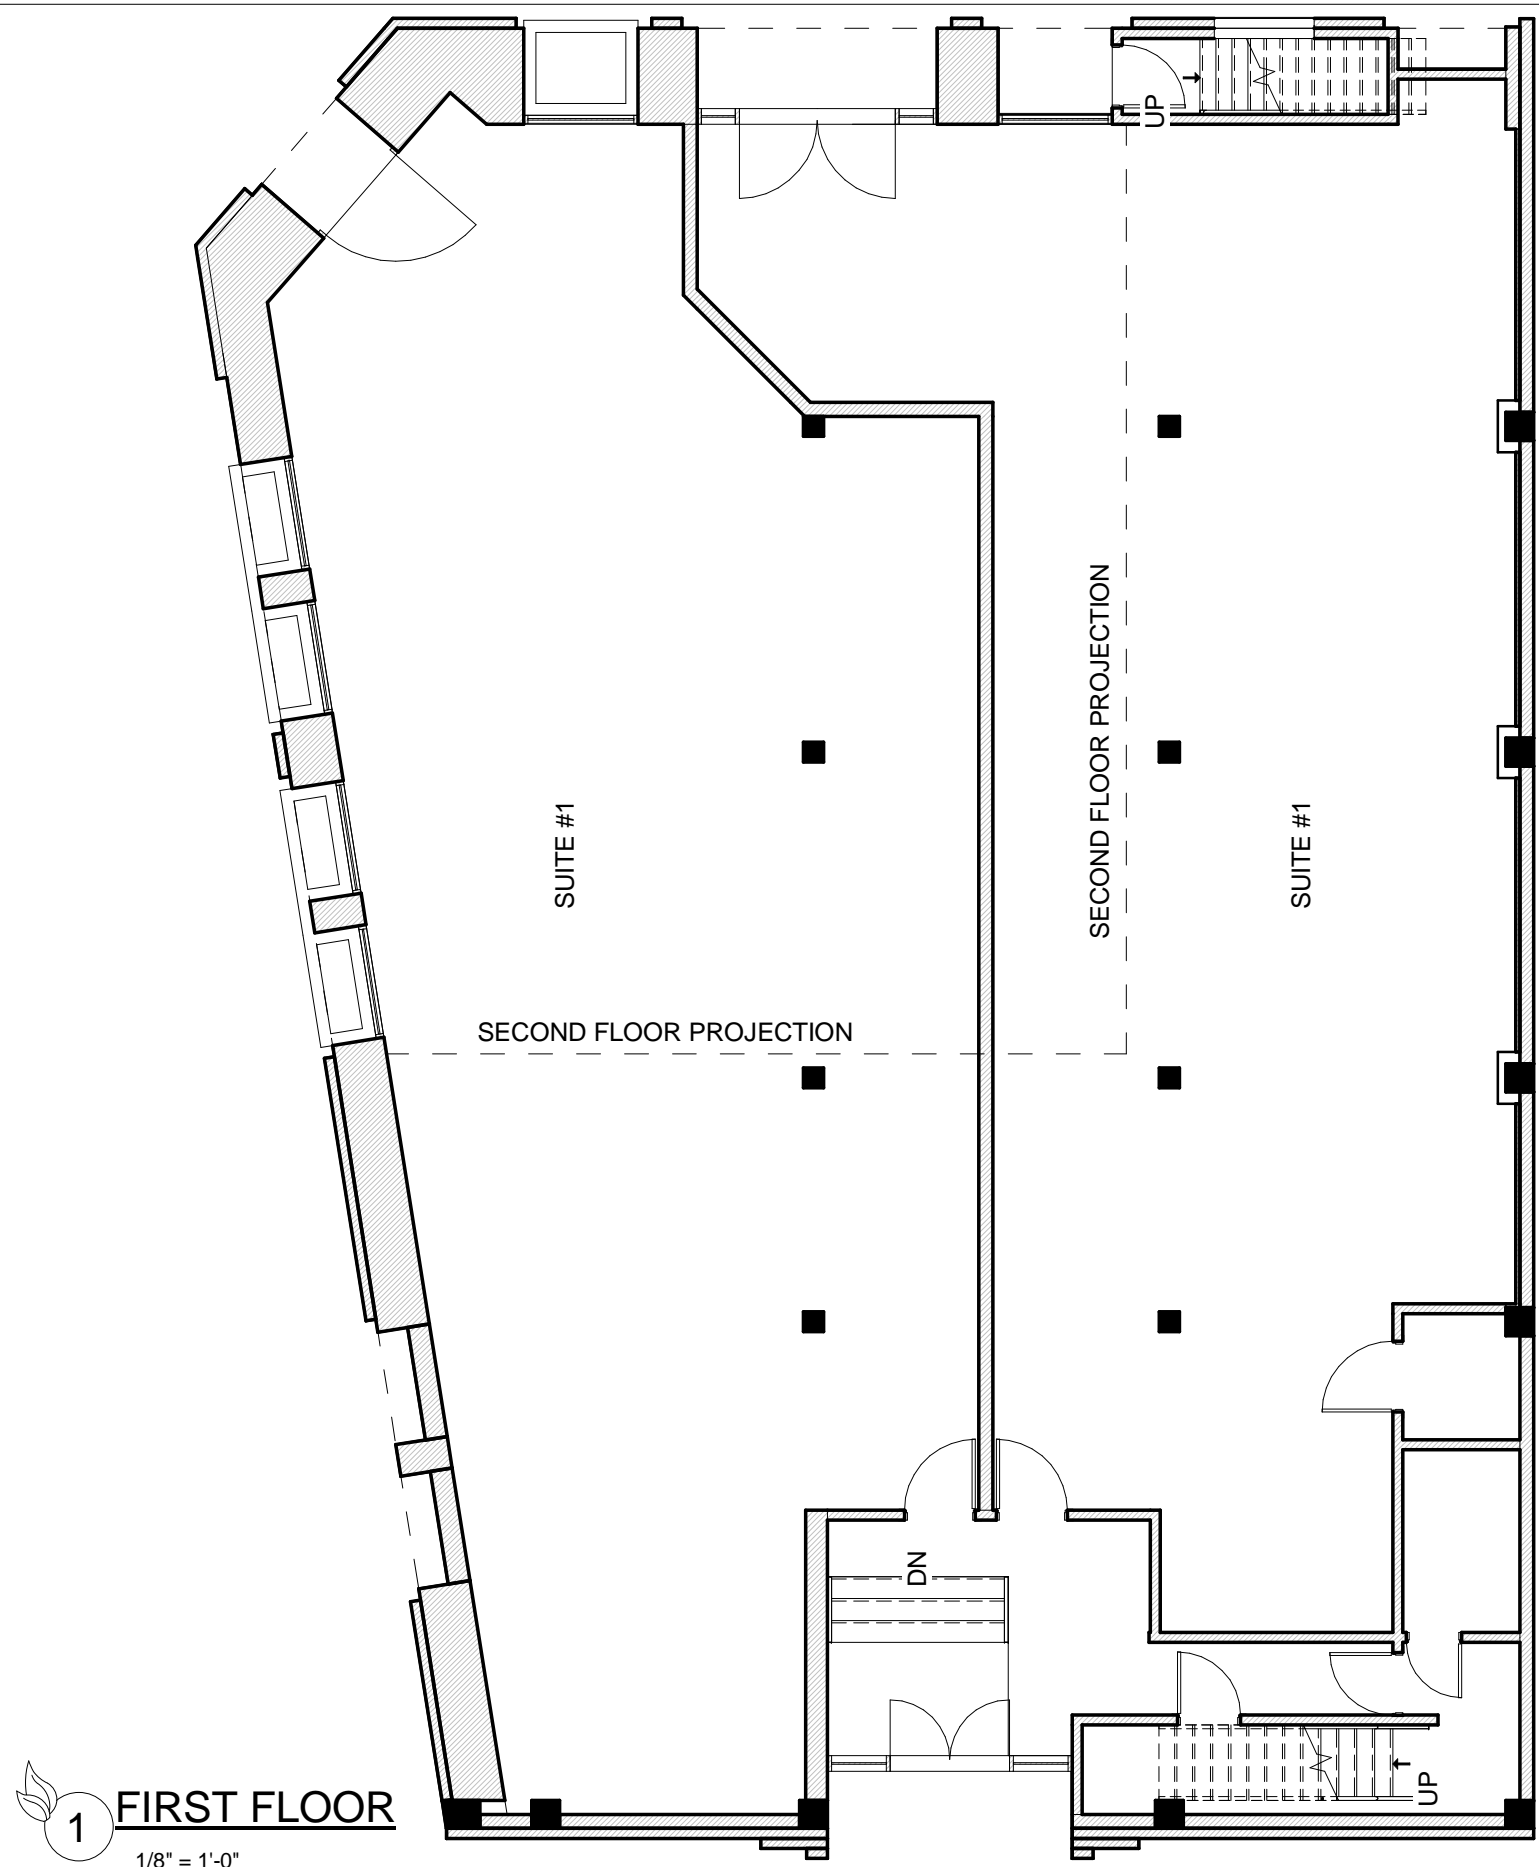 UP
SECOND FLOOR PROJECTION
SUITE #1
SUITE #1
SECOND FLOOR PROJECTION
DN
UP
1
FIRST FLOOR
1/8" = 1'-0"